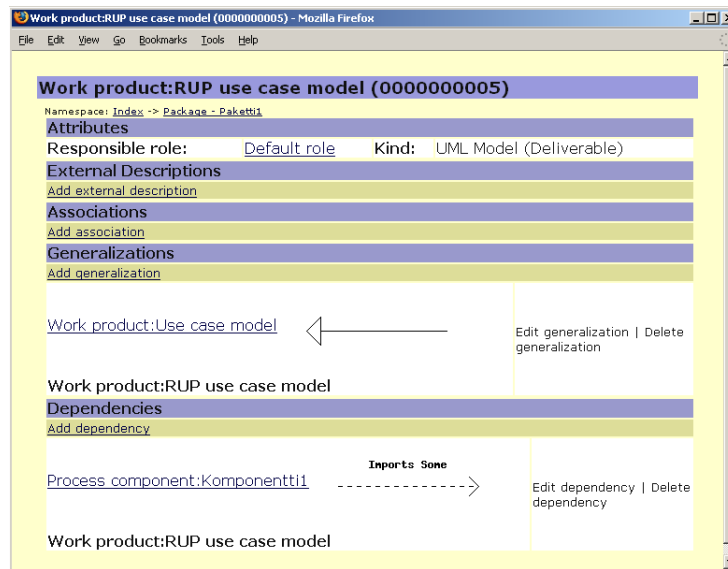 Work product:RUP use case model (0000000005) - Mozilla Firefox
File Edit View Go Bookmarks Tools Help
Work product:RUP use case model (0000000005)
Namespace: Index -> Package - Paketti1
Attributes
Responsible role: Default role Kind: UML Model (Deliverable)
External Descriptions
Add external description
Associations
Add association
Generalizations
Add generalization
Work product:Use case model
Edit generalization | Delete
generalization
Work product:RUP use case model
Dependencies
Add dependency
Imports Some
Process component:Komponentti1
Edit dependency | Delete
dependency
Work product:RUP use case model